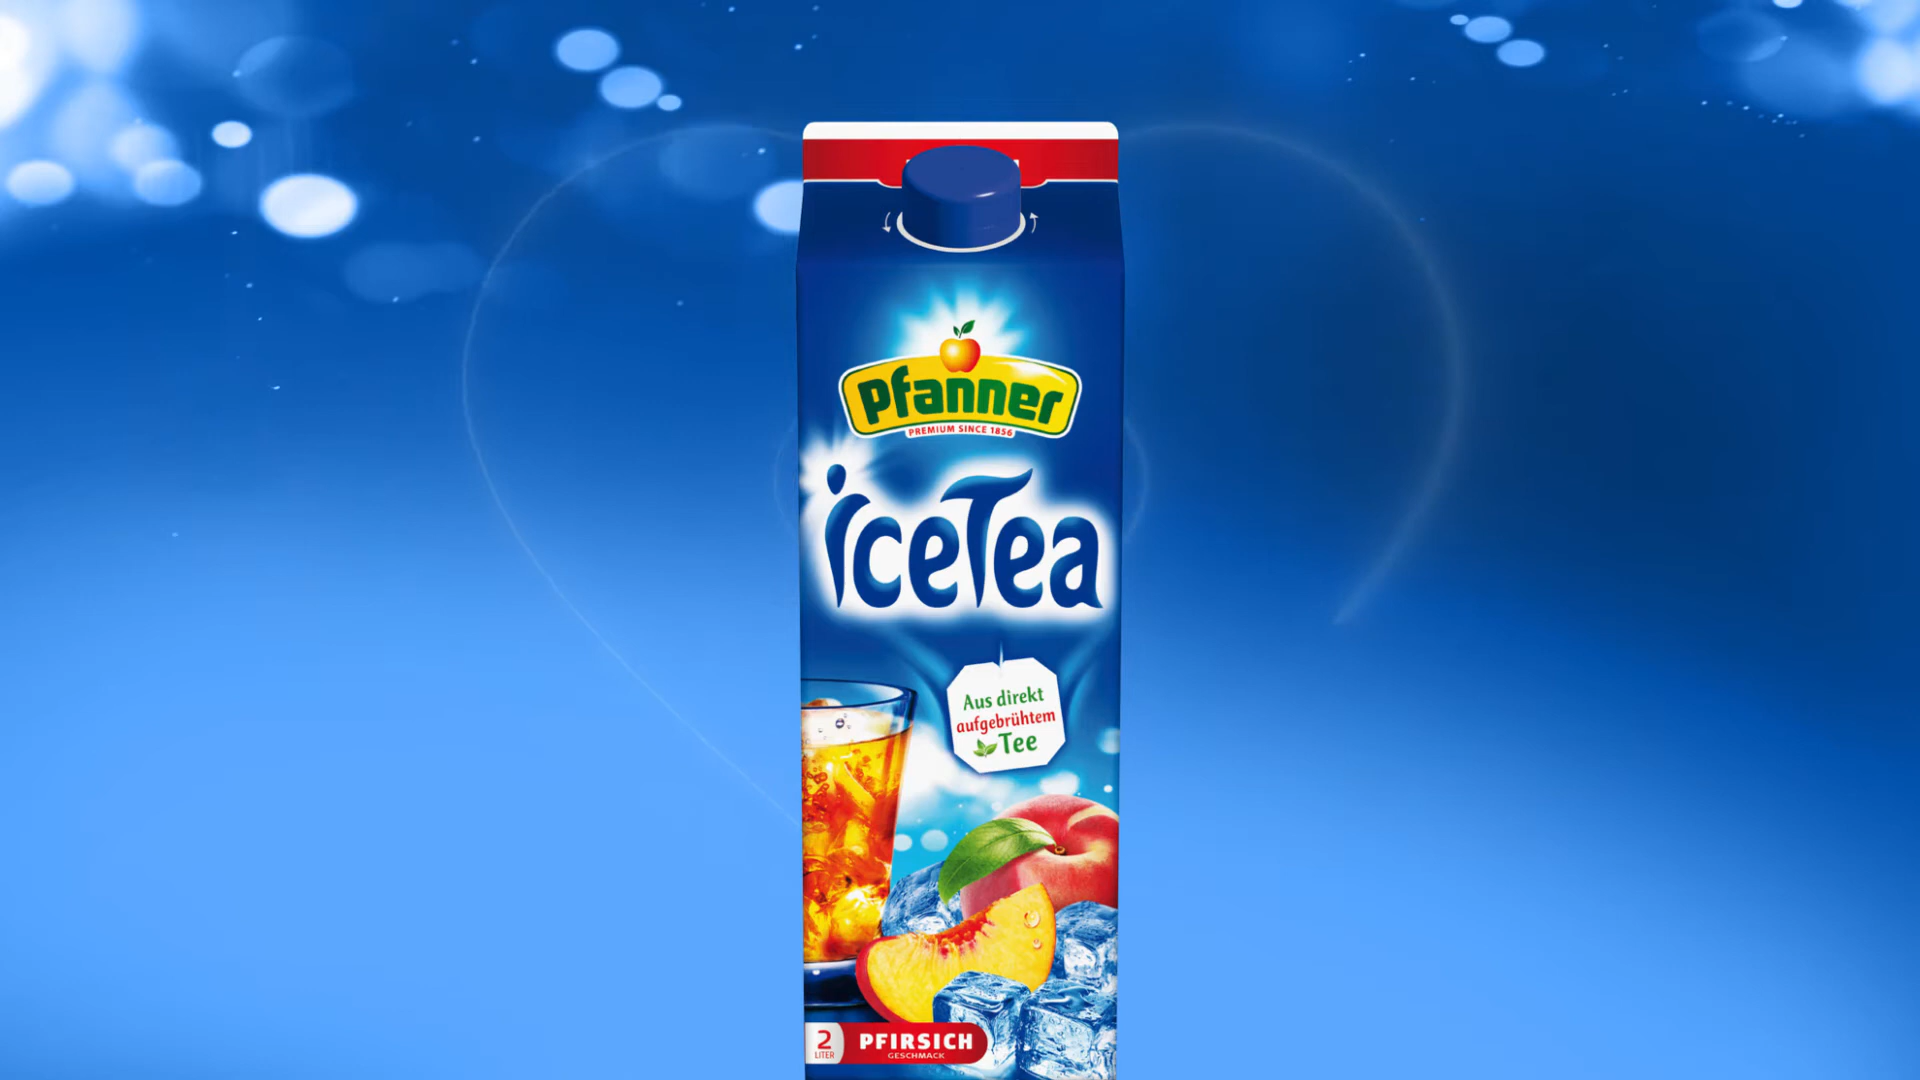 Pfanner
PREMIUM SINCE 1856
iceTea
Aus direkt
aufgebrühtem
Tee
2
LITER
PFIRSICH
GESCHMACK